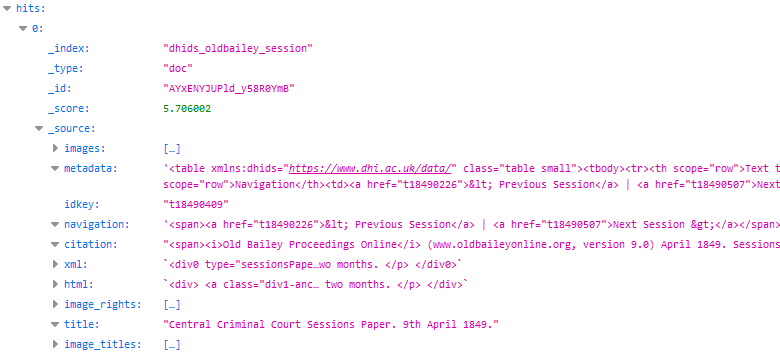 hits:
0:
_index: "dhids_oldbailey_session"
_type: "doc"
_id: "AYxENYJUPld_y58R0YmB"
_score: 5.706002
_source:
images: […]
metadata: '<table xmlns:dhids="https://www.dhi.ac.uk/data/" class="table small"><tbody><tr><th scope="row">Text t
scope="row">Navigation</th><td><a href="t18490226">&lt; Previous Session</a> | <a href="t18490507">Next
idkey: "t18490409"
navigation: '<span><a href="t18490226">&lt; Previous Session</a> | <a href="t18490507">Next Session &gt;</a></span>
citation: "<span><i>Old Bailey Proceedings Online</i> (www.oldbaileyonline.org, version 9.0) April 1849. Sessions
xml: `<div0 type="sessionsPape…wo months. </p> </div0>`
html: `<div> <a class="div1-anc… two months. </p> </div>`
image_rights: […]
title: "Central Criminal Court Sessions Paper. 9th April 1849."
image_titles: […]